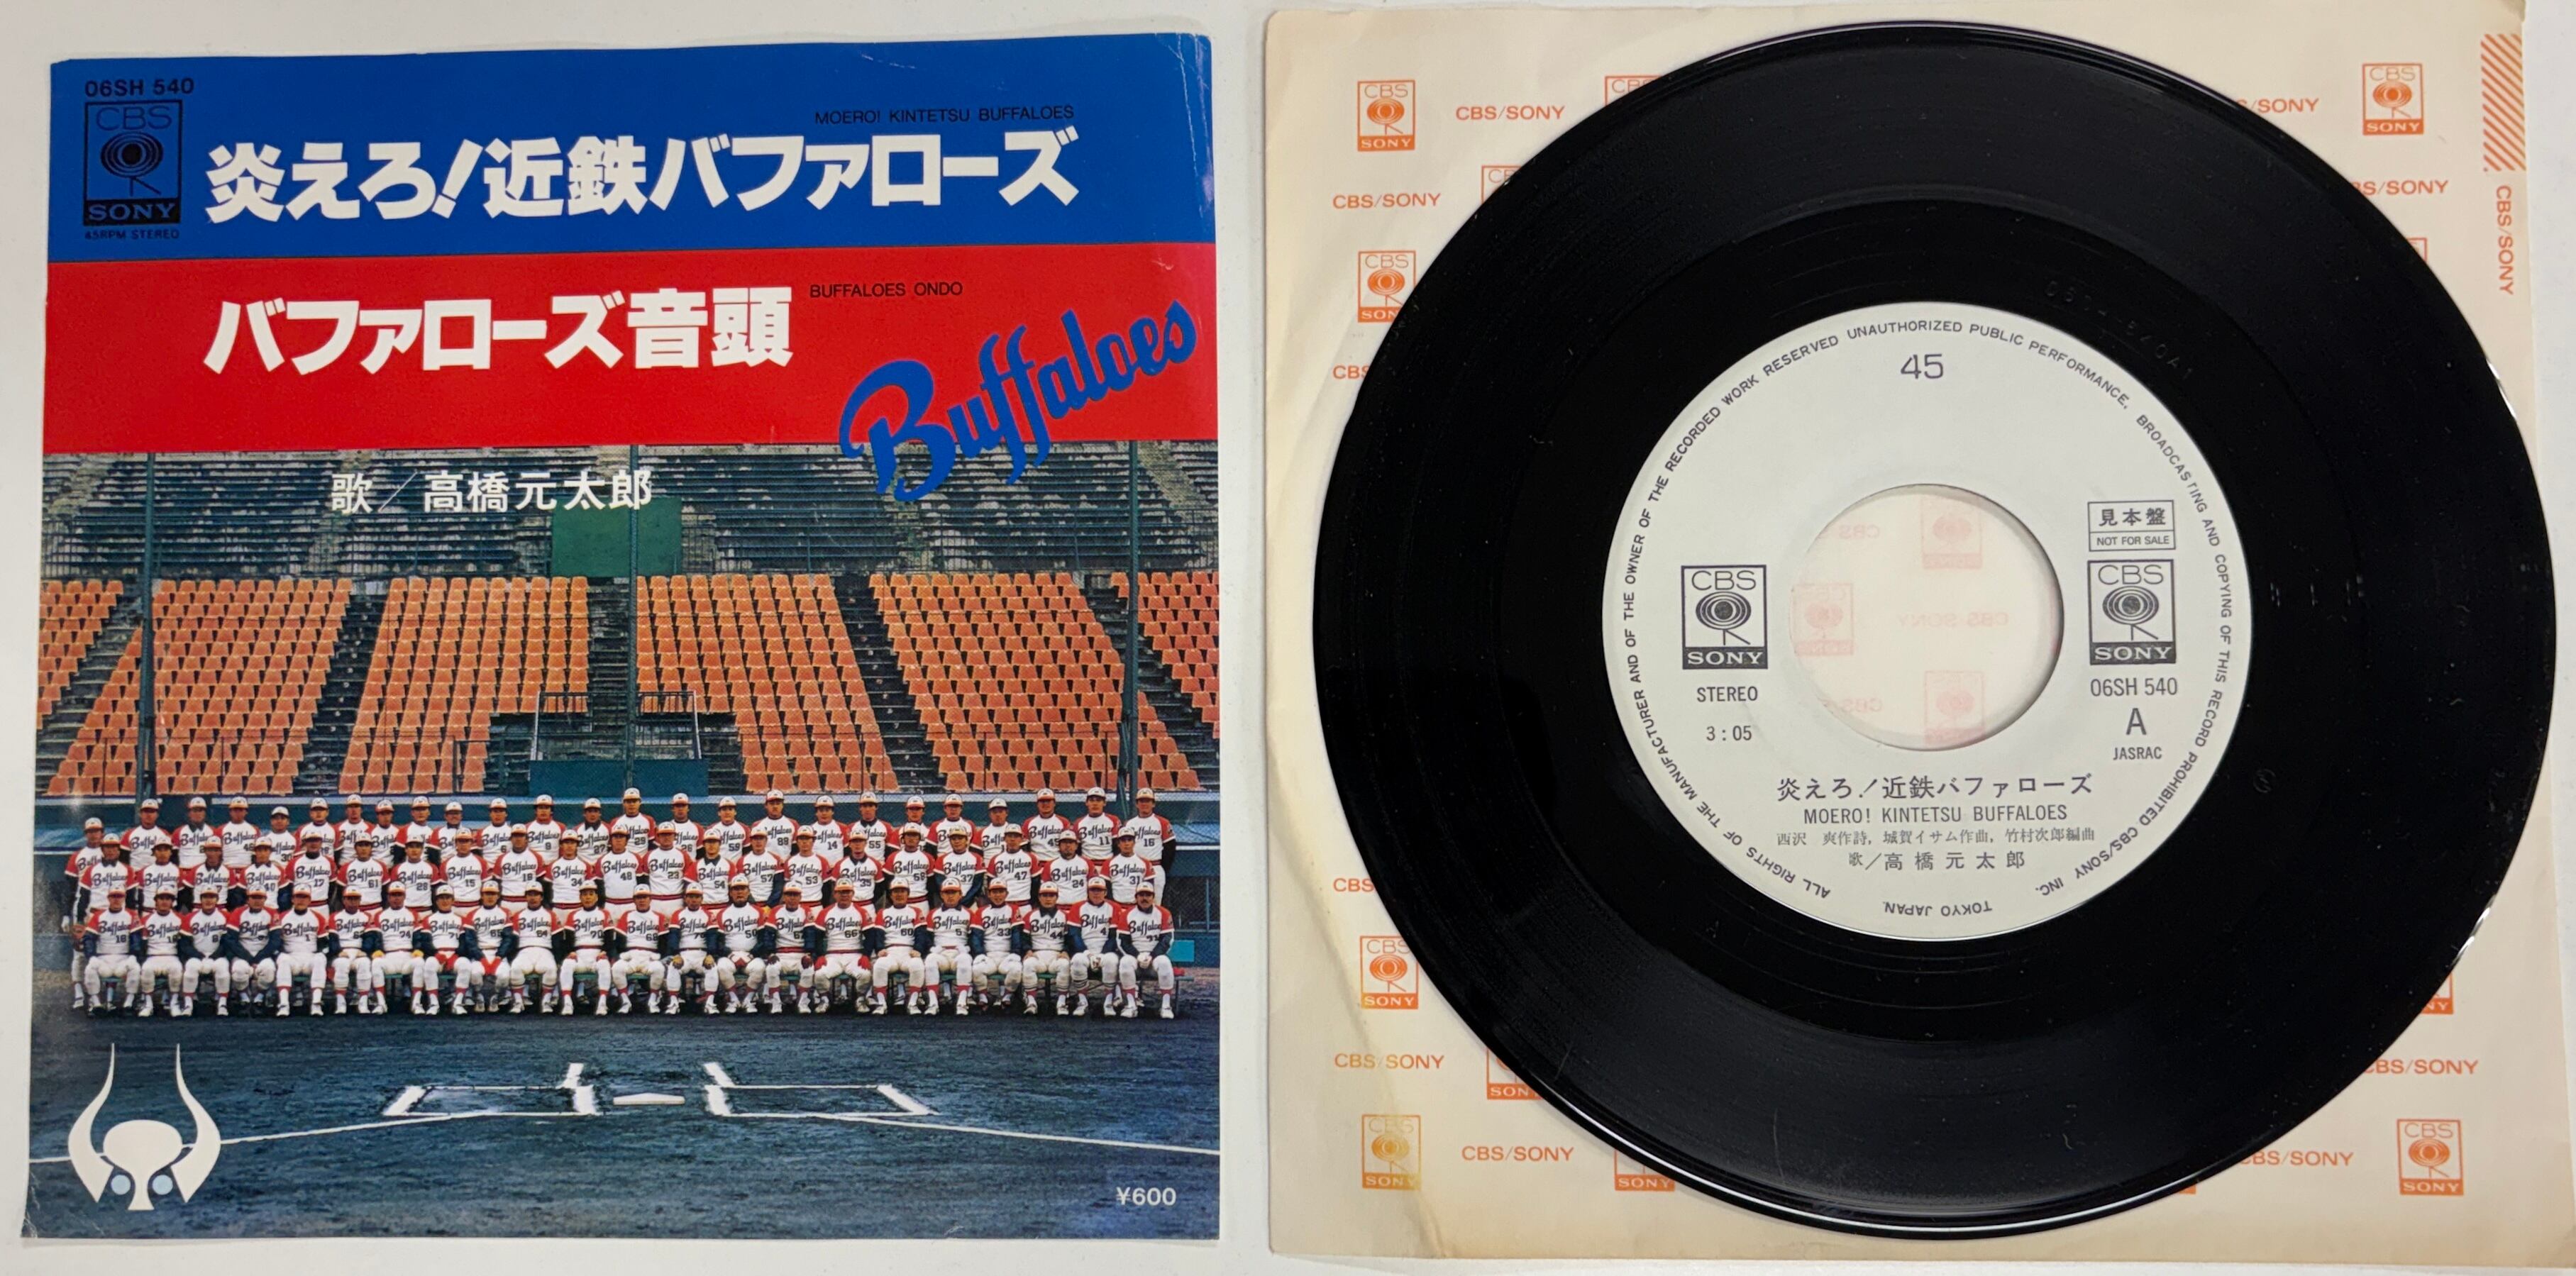 06SH 540
CBS
SONY
45RPM STEREO
MOERO! KINTETSU BUFFALOES
炎えろ!近鉄バファローズ
バファローズ音頭
BUFFALOES ONDO
Buffaloes
歌／高橋元太郎
¥600
CBS/SONY
45
ALL RIGHTS OF THE MANUFACTURER AND OF THE OWNER OF THE RECORDED WORK RESERVED UNAUTHORIZED PUBLIC PERFORMANCE, BROADCASTING AND COPYING OF THIS RECORD PROHIBITED CBS/SONY INC. TOKYO JAPAN.
見本盤
NOT FOR SALE
CBS
SONY
STEREO
3:05
CBS
SONY
06SH 540
A
JASRAC
炎えろ!近鉄バファローズ
MOERO! KINTETSU BUFFALOES
西沢 爽作詩, 城賀イサム作曲, 竹村次郎編曲
歌／高橋元太郎